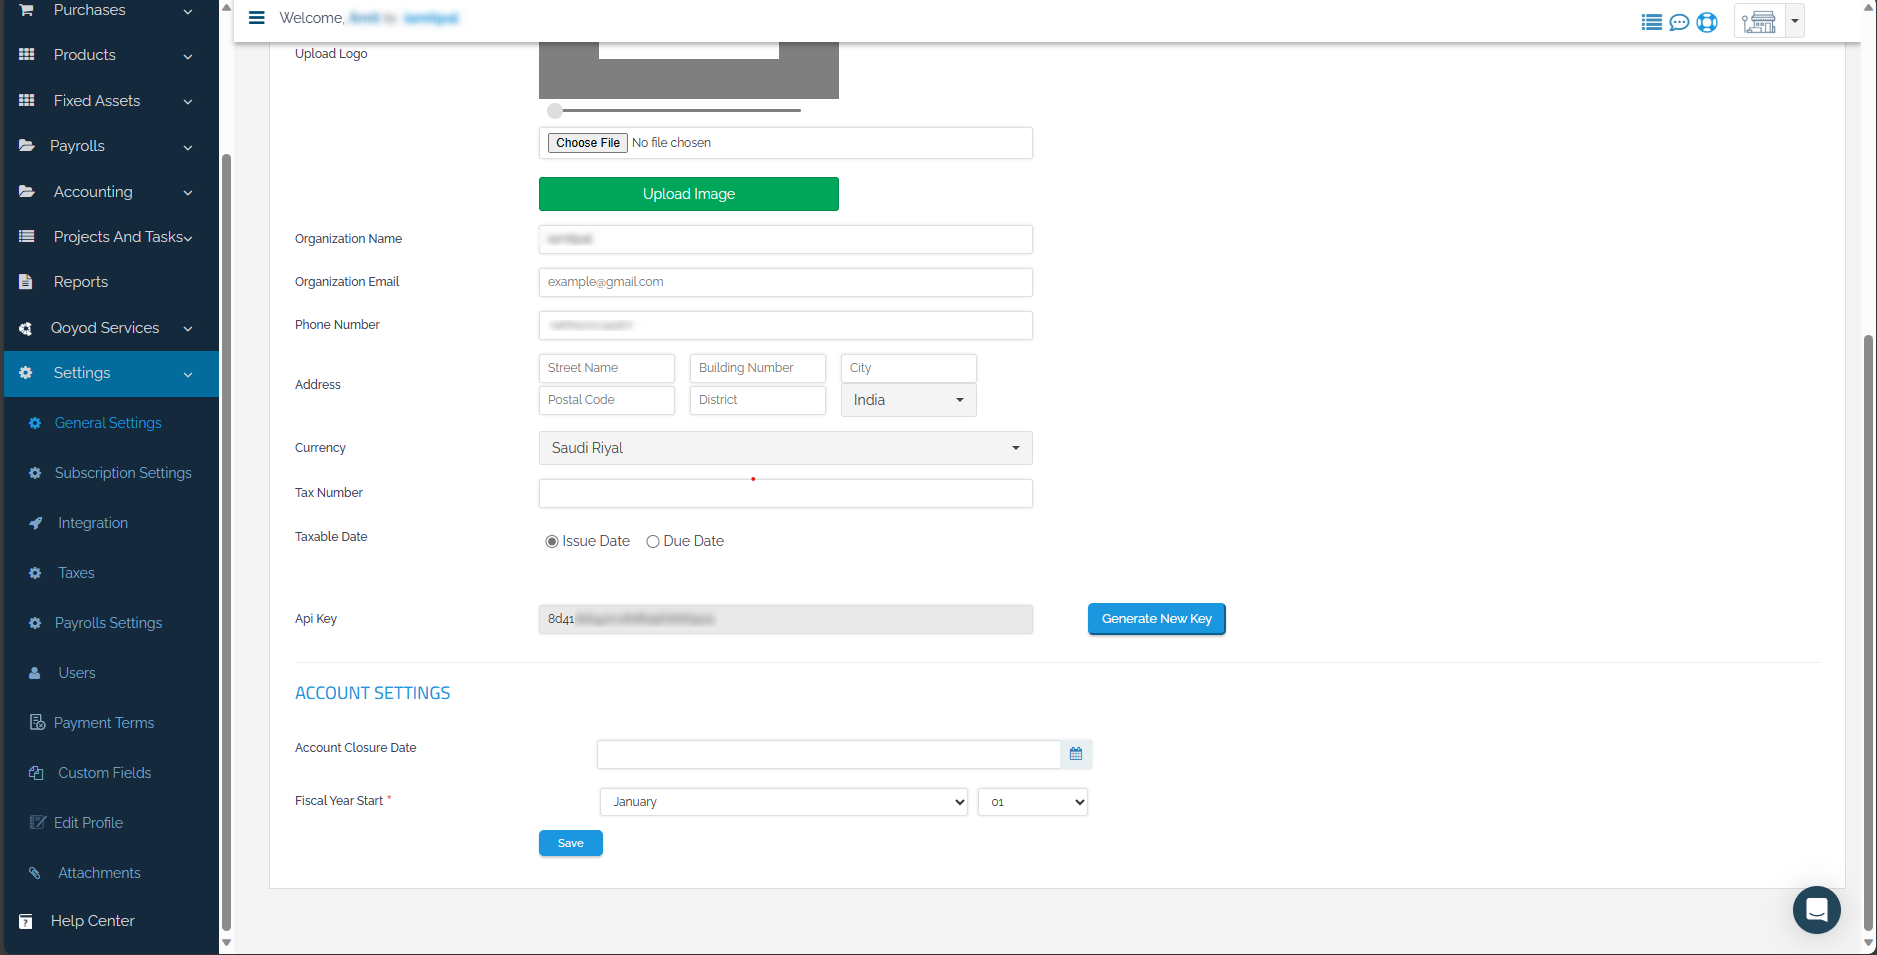 Purchases
Products
Fixed Assets
Payrolls
Accounting
Projects And Tasks
Reports
Qoyod Services
Settings
General Settings
Subscription Settings
Integration
Taxes
Payrolls Settings
Users
Payment Terms
Custom Fields
Edit Profile
Attachments
Help Center
Welcome,
Upload Logo
Choose File No file chosen
Upload Image
Organization Name
Organization Email example@gmail.com
Phone Number
Address
Street Name Building Number City
Postal Code District India
Currency Saudi Riyal
Tax Number
Taxable Date Issue Date Due Date
Api Key 8d41 Generate New Key
ACCOUNT SETTINGS
Account Closure Date
Fiscal Year Start * January 01
Save